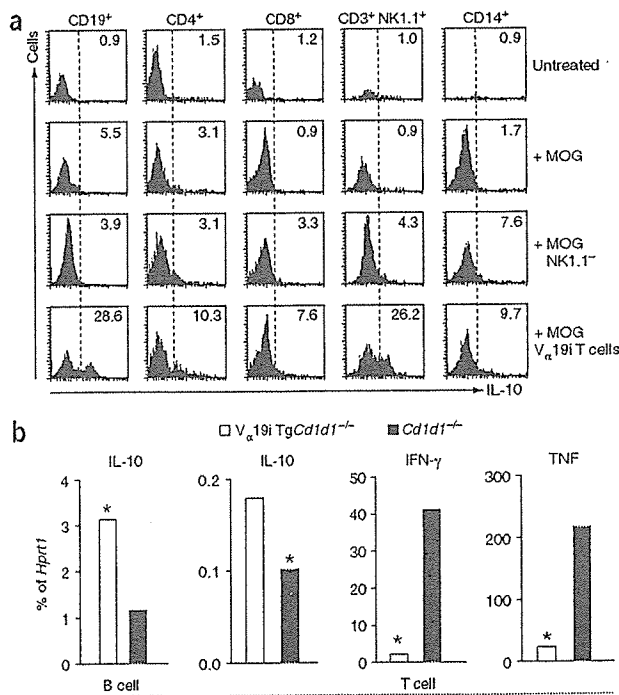 a
Cells
CD19⁺ CD4⁺ CD8⁺ CD3⁺ NK1.1⁺ CD14⁺
0.9 1.5 1.2 1.0 0.9 Untreated
5.5 3.1 0.9 0.9 1.7 + MOG
3.9 3.1 3.3 4.3 7.6 + MOG
NK1.1⁻
28.6 10.3 7.6 26.2 9.7 + MOG
Vα19i T cells
IL-10
b
Vα19i TgCd1d1⁻/⁻ Cd1d1⁻/⁻
IL-10 IL-10 IFN-γ TNF
% of Hprt1
4 0.2 50 300
3 40
* 200
2 0.1 * 30
20
1 100
10
0 0.0 * 0 * 0
B cell T cell